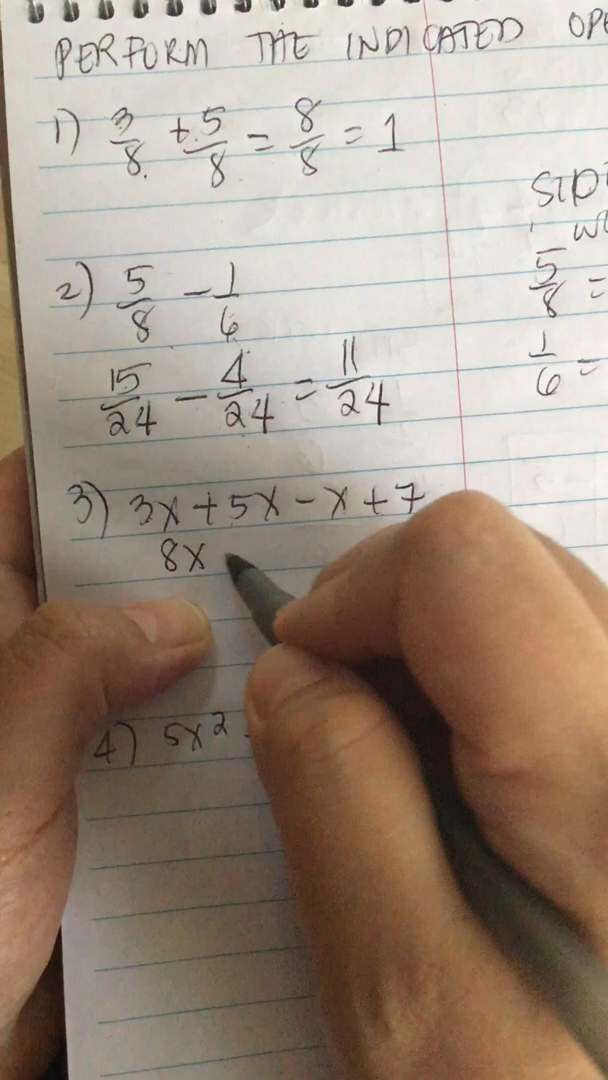 PERFORM THE INDICATED OPE
1) 3/8 + 5/8 = 8/8 = 1
2) 5/8 - 1/6
15/24 - 4/24 = 11/24
3) 3x + 5x - x + 7
8x
4) 5x²
5/8 =
1/6 =